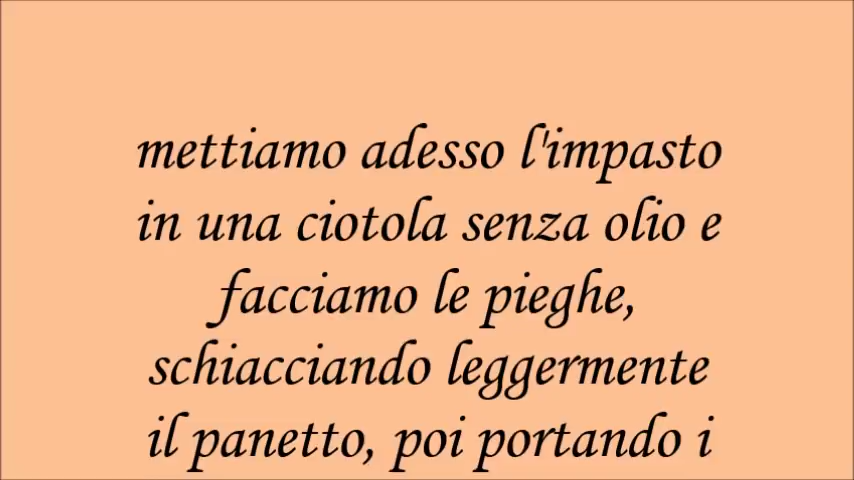 mettiamo adesso l'impasto
in una ciotola senza olio e
facciamo le pieghe,
schiacciando leggermente
il panetto, poi portando i